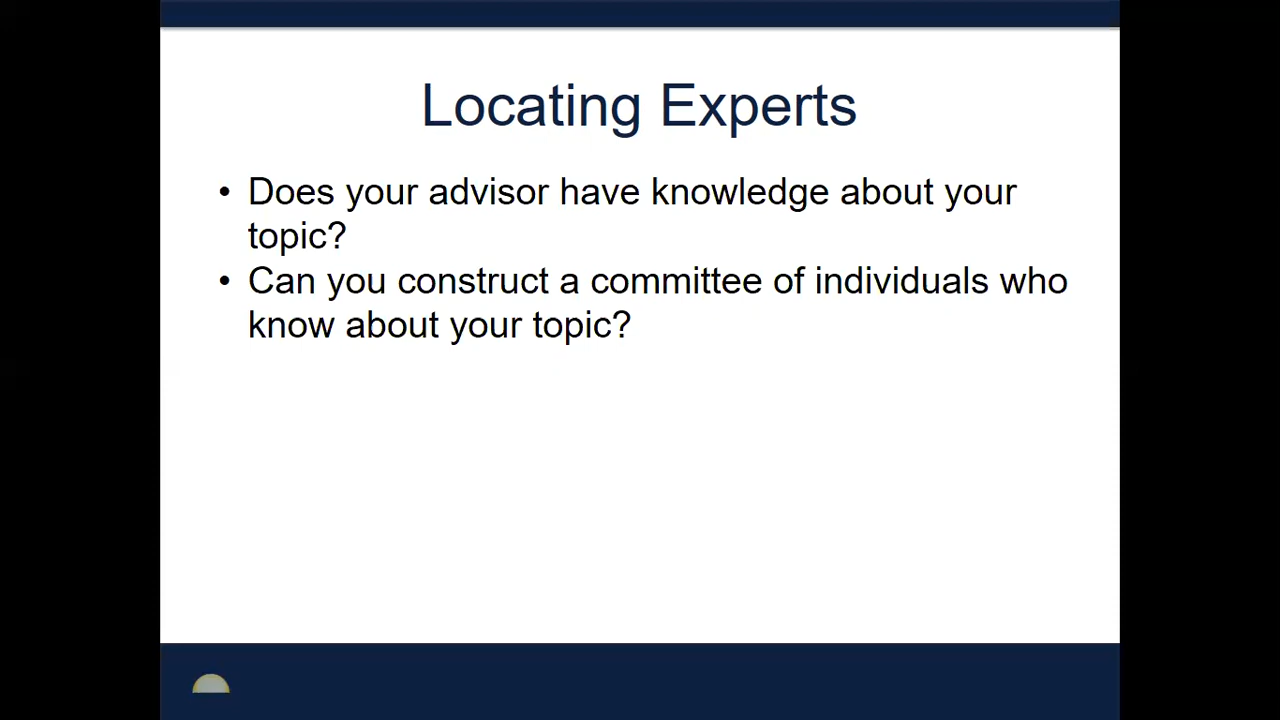 Locating Experts
• Does your advisor have knowledge about your
topic?
• Can you construct a committee of individuals who
know about your topic?